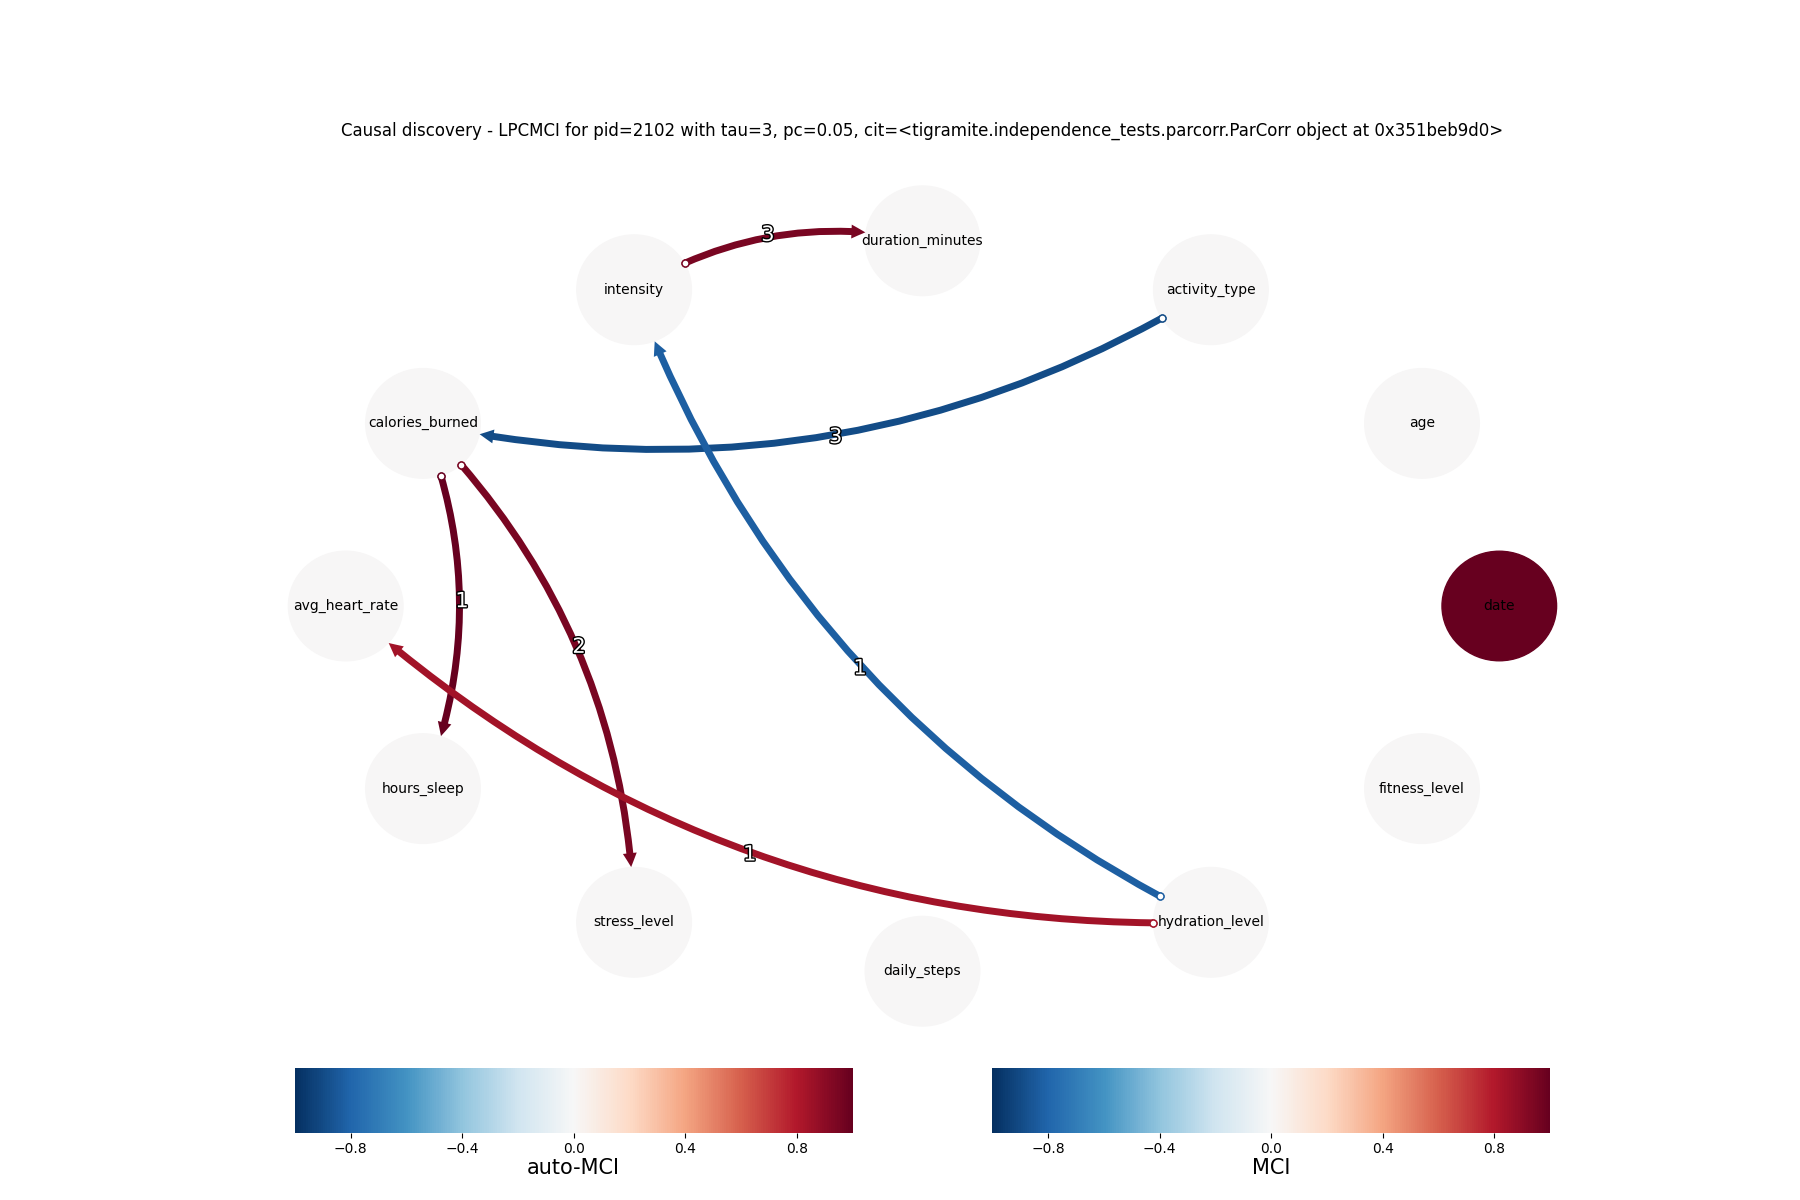 Causal discovery - LPCMCI for pid=2102 with tau=3, pc=0.05, cit=<tigramite.independence_tests.parcorr.ParCorr object at 0x351beb9d0>
3
duration_minutes
intensity
activity_type
calories_burned
3
age
1
avg_heart_rate
date
2
1
hours_sleep
fitness_level
1
stress_level
hydration_level
daily_steps
−0.8 −0.4 0.0 0.4 0.8
auto-MCI
−0.8 −0.4 0.0 0.4 0.8
MCI